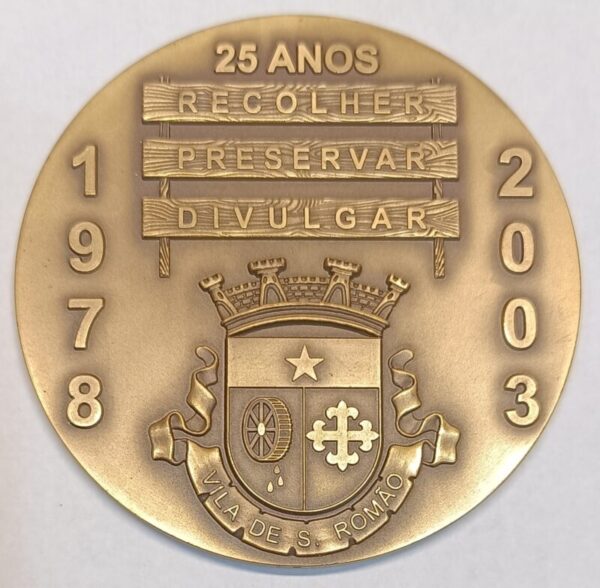 25 ANOS
RECOLHER
PRESERVAR
DIVULGAR
1978
2003
VILA DE S. ROMÃO